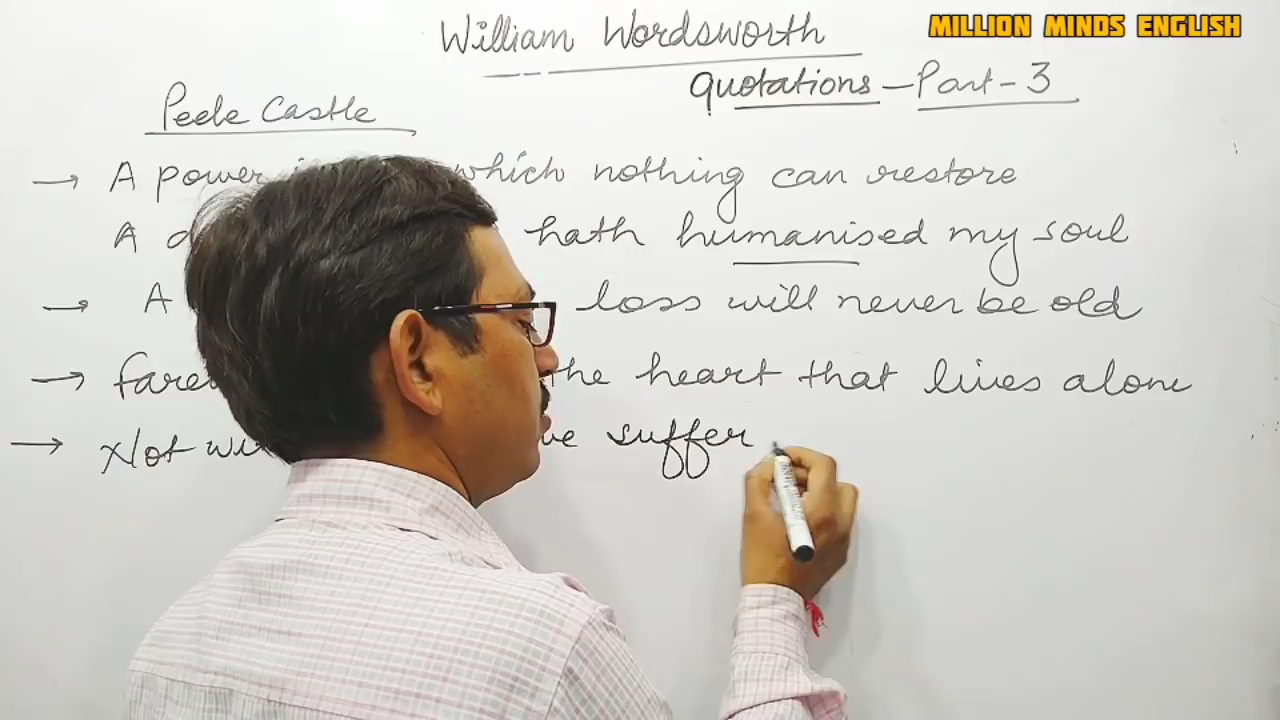 William Wordsworth
MILLION MINDS ENGLISH
Quotations - Part - 3
Peele Castle
→ A power which nothing can restore
A hath humanised my soul
→ A loss will never be old
→ the heart that lives alone
→ Not suffer